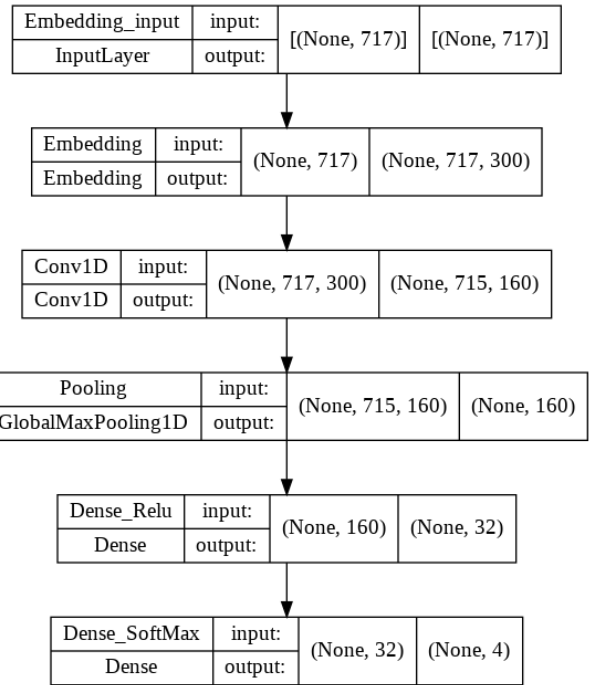 Embedding_input input: [(None, 717)] [(None, 717)]
InputLayer output:
Embedding input: (None, 717) (None, 717, 300)
Embedding output:
Conv1D input: (None, 717, 300) (None, 715, 160)
Conv1D output:
Pooling input: (None, 715, 160) (None, 160)
GlobalMaxPooling1D output:
Dense_Relu input: (None, 160) (None, 32)
Dense output:
Dense_SoftMax input: (None, 32) (None, 4)
Dense output: